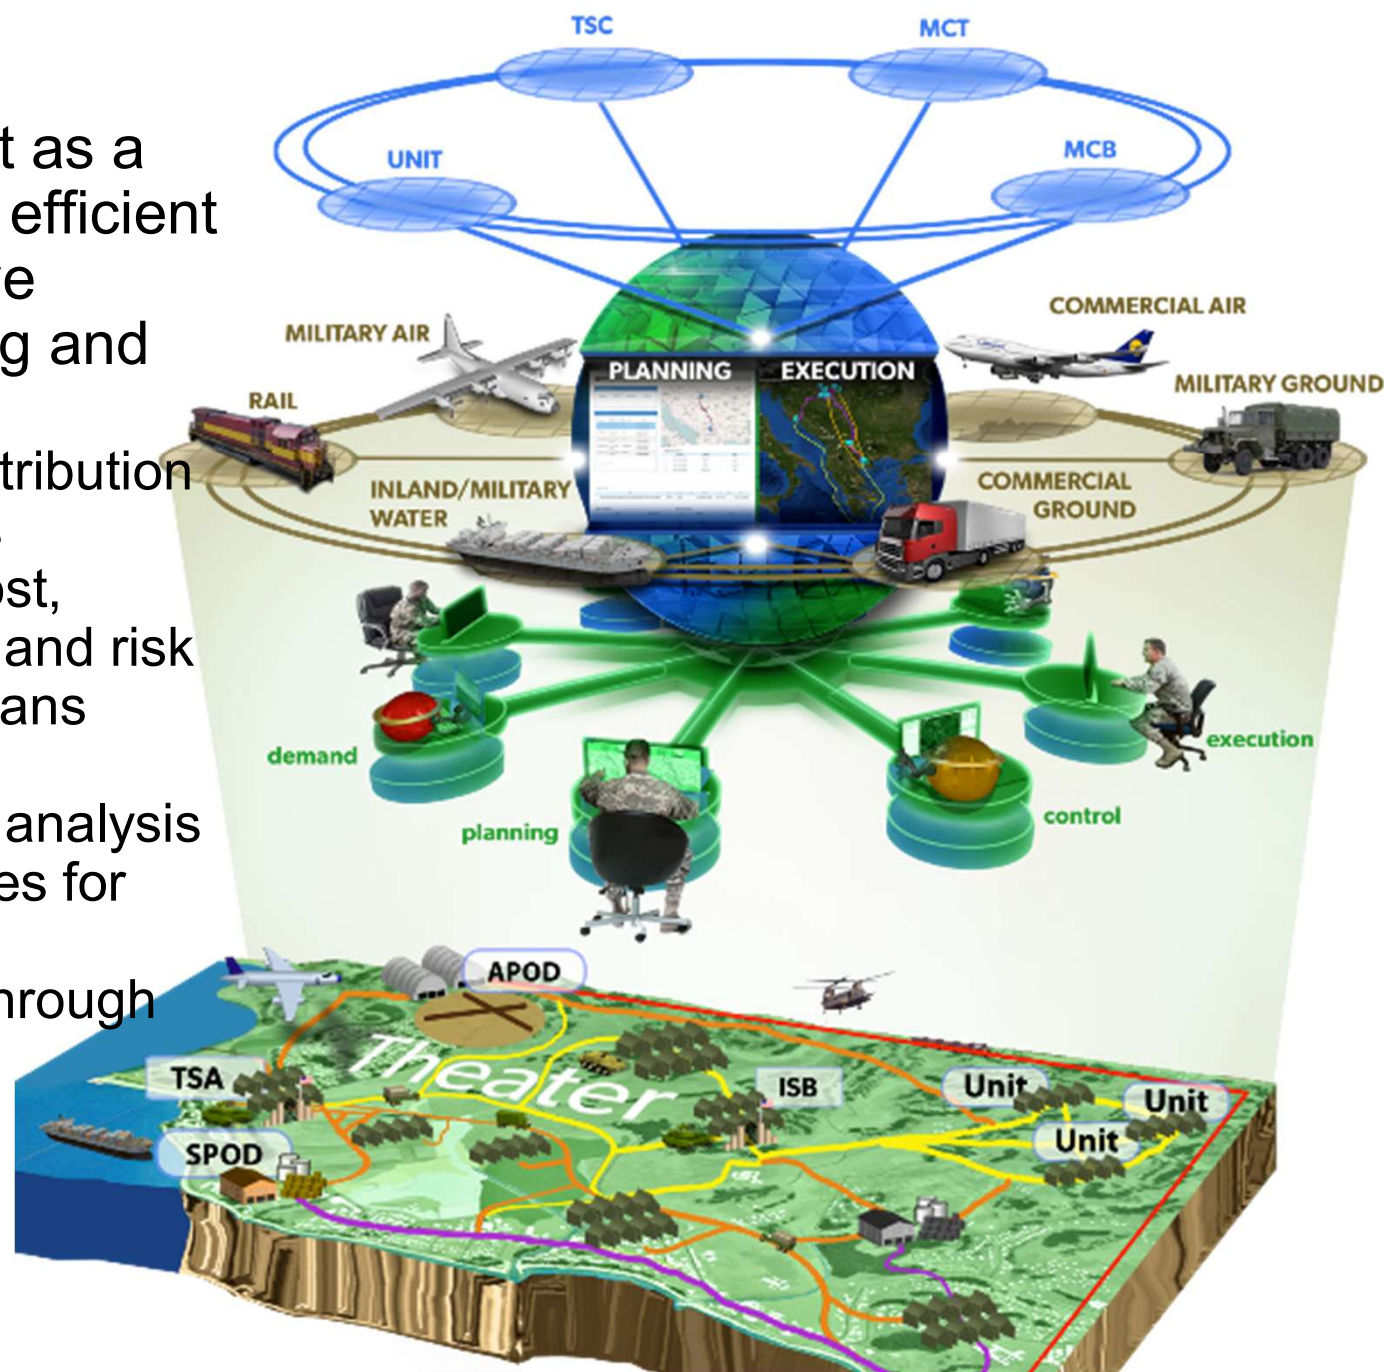 TSC
MCT
t as a
UNIT
MCB
efficient
e
COMMERCIAL AIR
MILITARY AIR
g and
PLANNING
EXECUTION
MILITARY GROUND
RAIL
tribution
INLAND/MILITARY
WATER
COMMERCIAL
GROUND
ost,
and risk
ans
demand
execution
analysis
planning
control
es for
APOD
hrough
Theater
TSA
ISB
Unit
Unit
Unit
SPOD